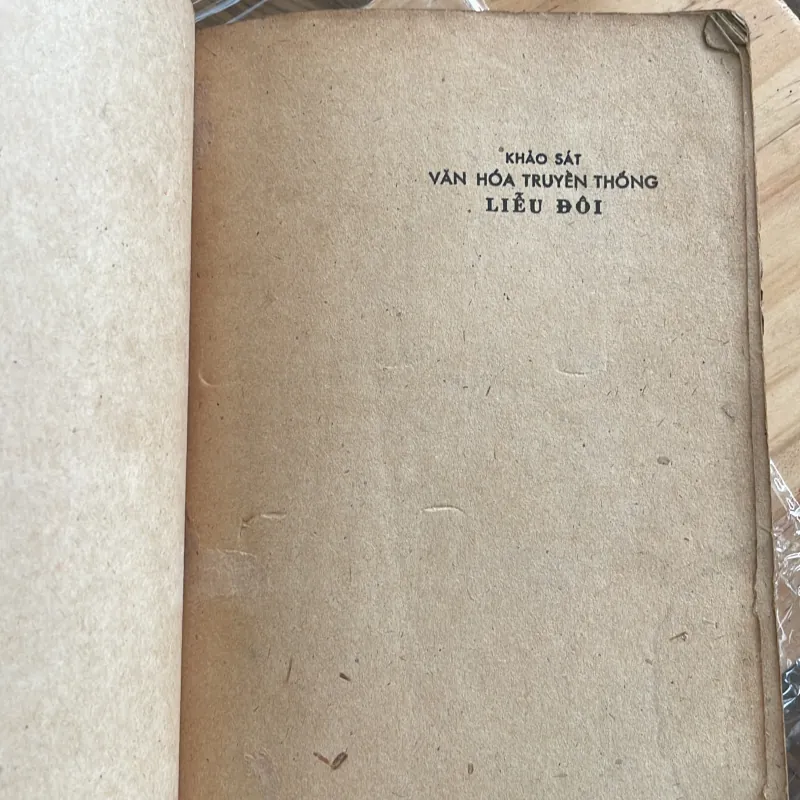 KHẢO SÁT
VĂN HÓA TRUYỀN THỐNG
LIỄU ĐÔI